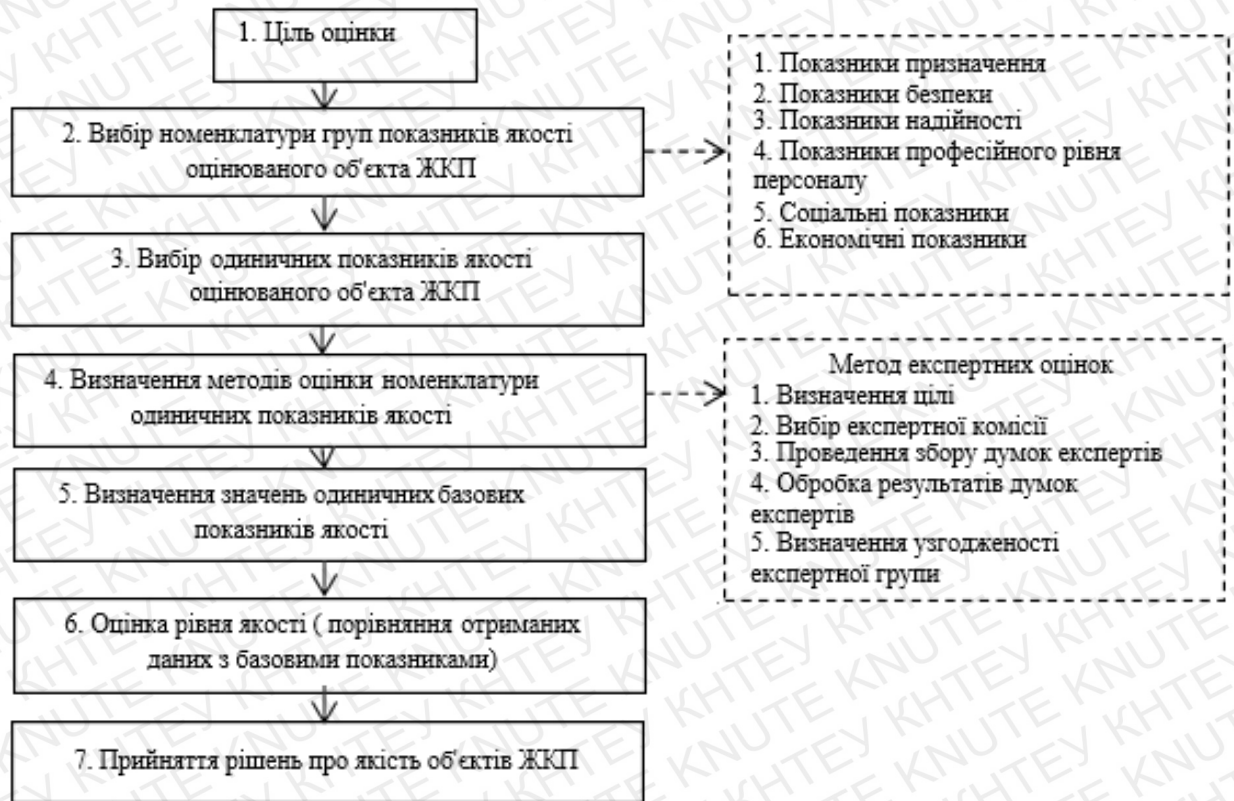 1. Ціль оцінки
2. Вибір номенклатури груп показників якості
оцінюваного об'єкта ЖКП
3. Вибір одиничних показників якості
оцінюваного об'єкта ЖКП
4. Визначення методів оцінки номенклатури
одиничних показників якості
5. Визначення значень одиничних базових
показників якості
6. Оцінка рівня якості ( порівняння отриманих
даних з базовими показниками)
7. Прийняття рішень про якість об'єктів ЖКП
1. Показники призначення
2. Показники безпеки
3. Показники надійності
4. Показники професійного рівня
персоналу
5. Соціальні показники
6. Економічні показники
Метод експертних оцінок
1. Визначення цілі
2. Вибір експертної комісії
3. Проведення збору думок експертів
4. Обробка результатів думок
експертів
5. Визначення узгодженості
експертної групи